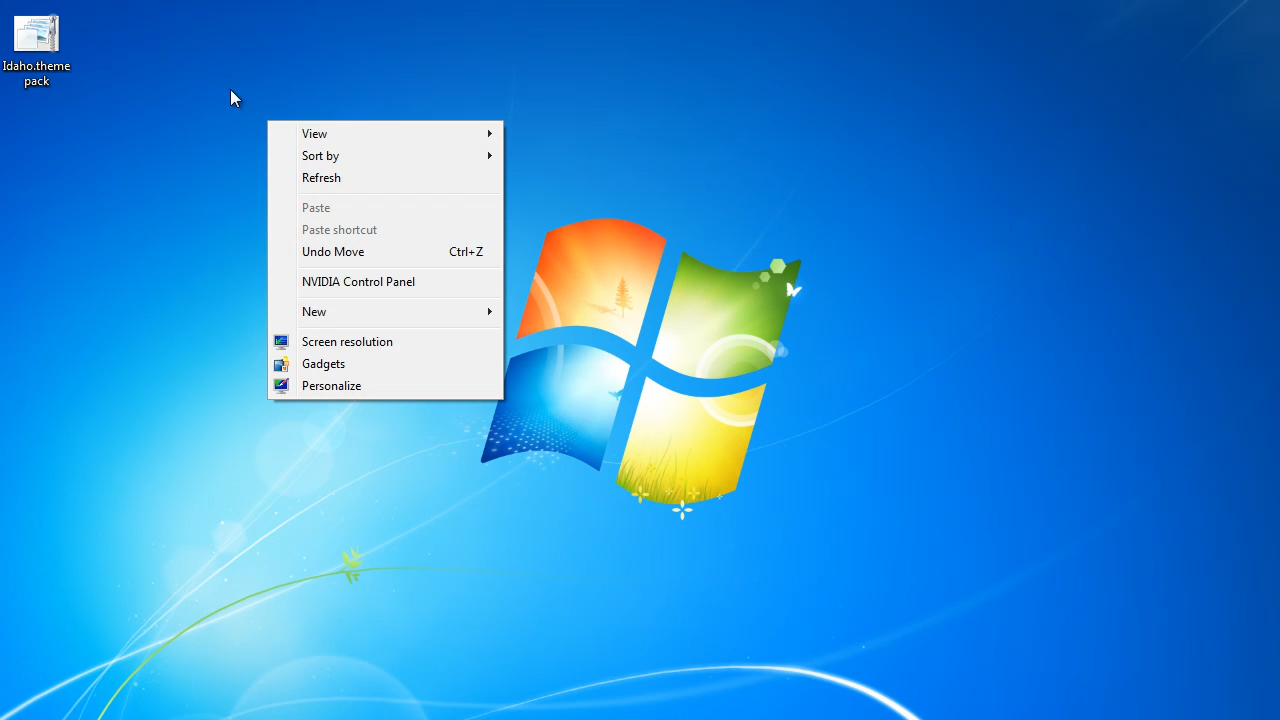 Idaho.theme
pack
View
Sort by
Refresh
Paste
Paste shortcut
Undo Move Ctrl+Z
NVIDIA Control Panel
New
Screen resolution
Gadgets
Personalize